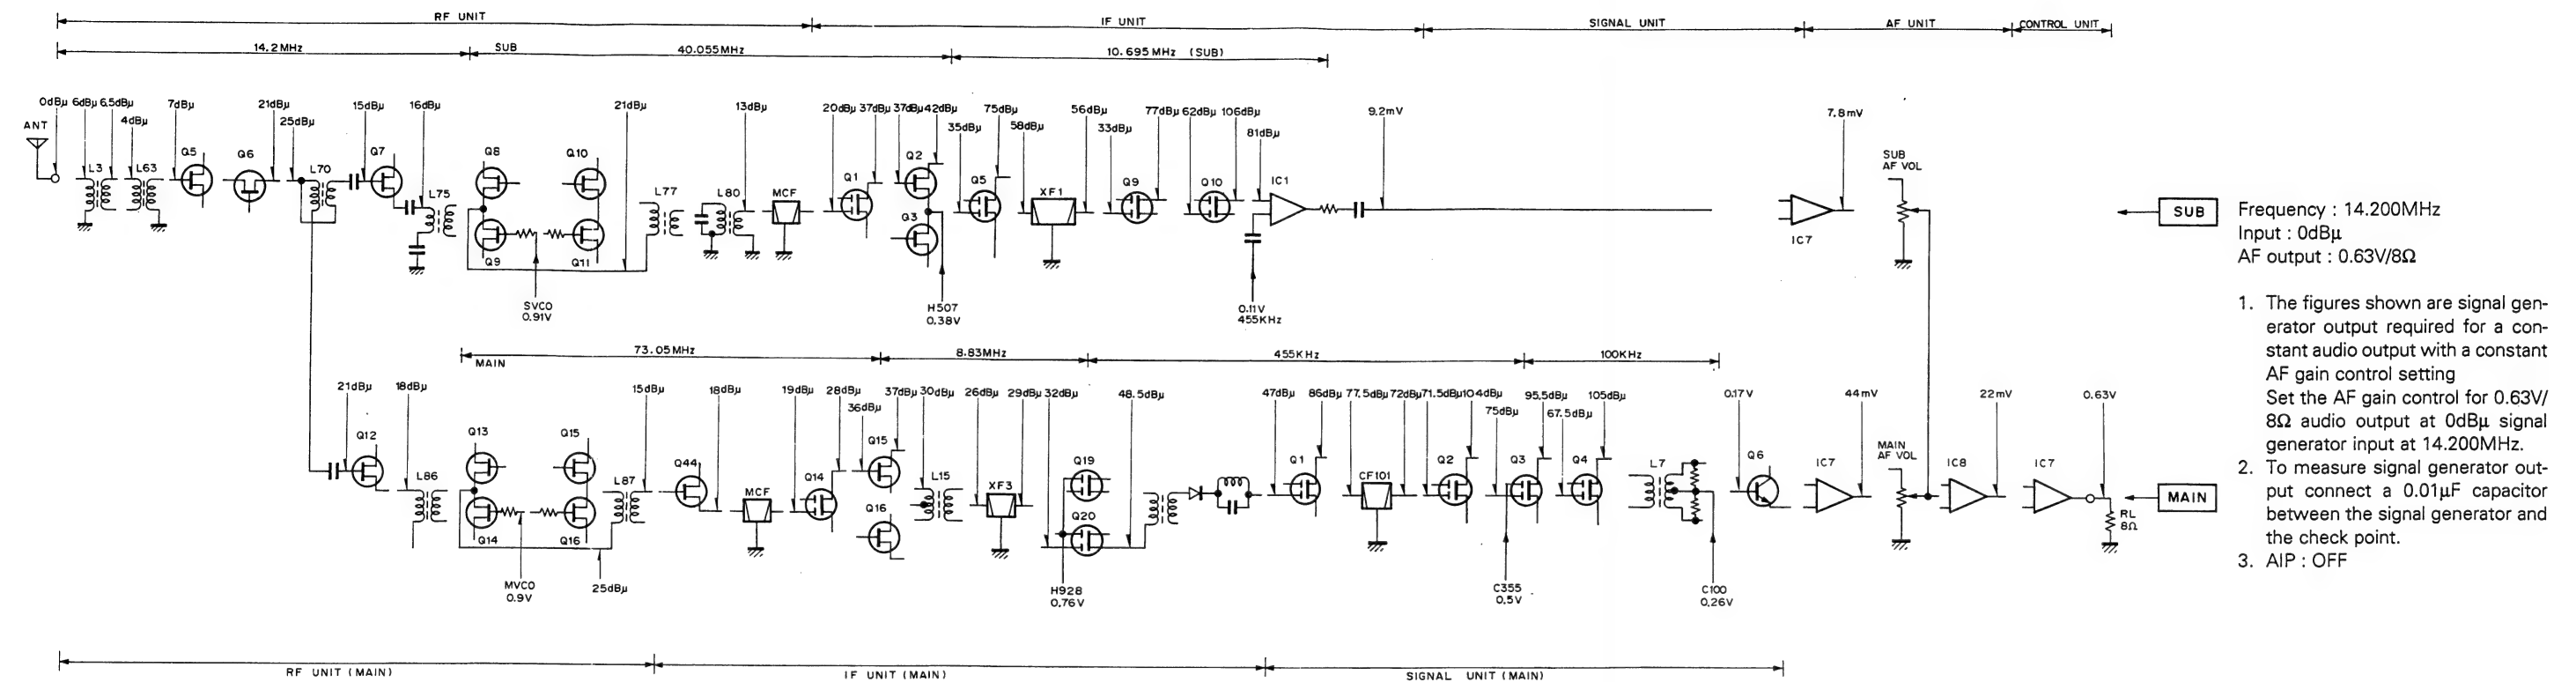 RF UNIT
IF UNIT
SIGNAL UNIT
AF UNIT
CONTROL UNIT
14.2MHz
SUB
40.055MHz
10.695MHz (SUB)
0dBμ 6dBμ 6.5dBμ
4dBμ
7dBμ
21dBμ
25dBμ
15dBμ
16dBμ
21dBμ
13dBμ
20dBμ 37dBμ 37dBμ 42dBμ
35dBμ
75dBμ
58dBμ
56dBμ
33dBμ
77dBμ 62dBμ 106dBμ
81dBμ
9.2mV
7.8mV
ANT
L3
L63
Q5
Q6
L70
Q7
L75
Q8
Q10
Q9
Q11
L77
L80
MCF
Q1
Q2
Q3
Q5
XF1
Q9
Q10
IC1
IC7
SUB
AF VOL
SVCO
0.91V
H507
0.38V
0.11V
455KHz
SUB
73.05MHz
MAIN
8.83MHz
455KHz
100KHz
21dBμ
18dBμ
15dBμ
18dBμ
19dBμ
28dBμ
36dBμ
37dBμ 30dBμ
26dBμ
29dBμ 32dBμ
48.5dBμ
47dBμ
86dBμ
77.5dBμ 72dBμ 71.5dBμ 104dBμ
75dBμ
95.5dBμ
67.5dBμ
105dBμ
0.17V
44mV
22mV
0.63V
Q12
L86
Q13
Q15
Q14
Q16
L87
Q44
MCF
Q14
Q15
Q16
L15
XF3
Q19
Q20
Q1
CF101
Q2
Q3
Q4
L7
Q6
IC7
MAIN
AF VOL
IC8
IC7
RL
8Ω
MAIN
MVCO
0.9V
25dBμ
H928
0.76V
C355
0.5V
C100
0.26V
RF UNIT (MAIN)
IF UNIT (MAIN)
SIGNAL UNIT (MAIN)
Frequency : 14.200MHz
Input : 0dBμ
AF output : 0.63V/8Ω
1. The figures shown are signal gen-
erator output required for a con-
stant audio output with a constant
AF gain control setting
Set the AF gain control for 0.63V/
8Ω audio output at 0dBμ signal
generator input at 14.200MHz.
2. To measure signal generator out-
put connect a 0.01μF capacitor
between the signal generator and
the check point.
3. AIP : OFF